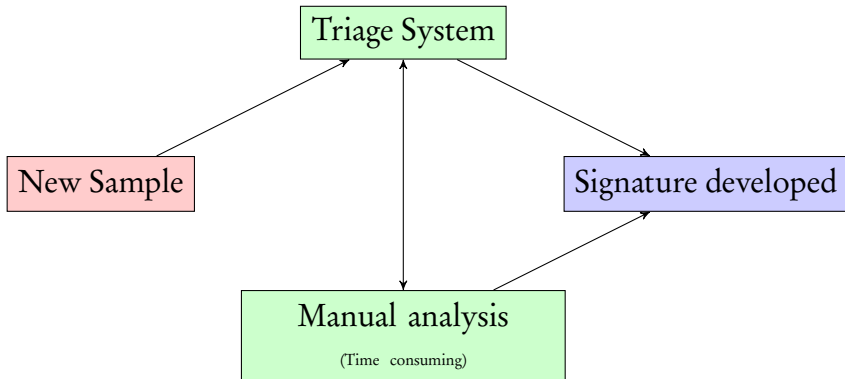 Triage System
New Sample
Signature developed
Manual analysis
(Time consuming)